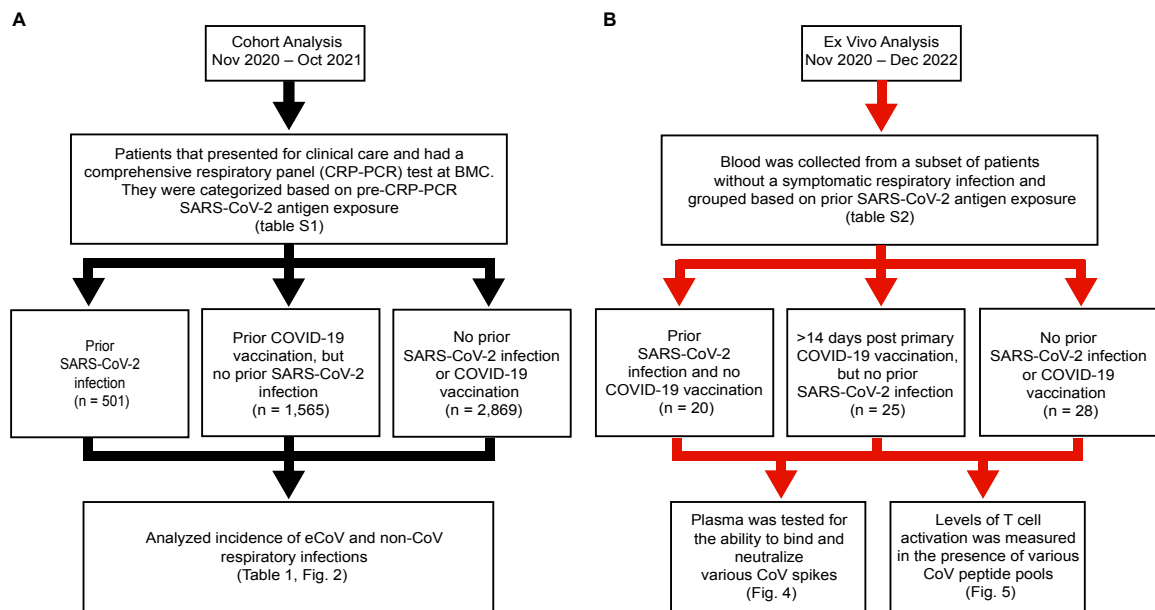 A
Cohort Analysis
Nov 2020 – Oct 2021
Patients that presented for clinical care and had a
comprehensive respiratory panel (CRP-PCR) test at BMC.
They were categorized based on pre-CRP-PCR
SARS-CoV-2 antigen exposure
(table S1)
Prior
SARS-CoV-2
infection
(n = 501)
Prior COVID-19
vaccination, but
no prior SARS-CoV-2
infection
(n = 1,565)
No prior
SARS-CoV-2 infection
or COVID-19
vaccination
(n = 2,869)
Analyzed incidence of eCoV and non-CoV
respiratory infections
(Table 1, Fig. 2)
B
Ex Vivo Analysis
Nov 2020 – Dec 2022
Blood was collected from a subset of patients
without a symptomatic respiratory infection and
grouped based on prior SARS-CoV-2 antigen exposure
(table S2)
Prior
SARS-CoV-2
infection and no
COVID-19 vaccination
(n = 20)
>14 days post primary
COVID-19 vaccination,
but no prior
SARS-CoV-2 infection
(n = 25)
No prior
SARS-CoV-2 infection
or COVID-19
vaccination
(n = 28)
Plasma was tested for
the ability to bind and
neutralize
various CoV spikes
(Fig. 4)
Levels of T cell
activation was measured
in the presence of various
CoV peptide pools
(Fig. 5)